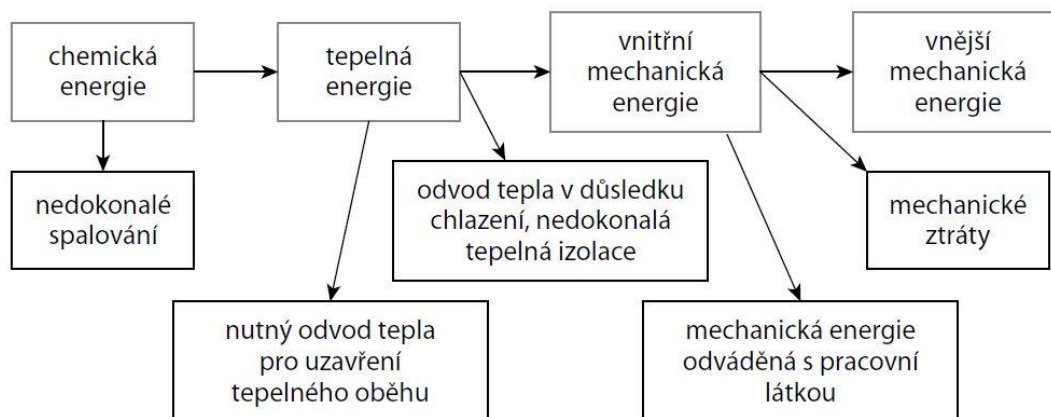 chemická
energie
tepelná
energie
vnitřní
mechanická
energie
vnější
mechanická
energie
nedokonalé
spalování
odvod tepla v důsledku
chlazení, nedokonalá
tepelná izolace
mechanické
ztráty
nutný odvod tepla
pro uzavření
tepelného oběhu
mechanická energie
odváděná s pracovní
látkou